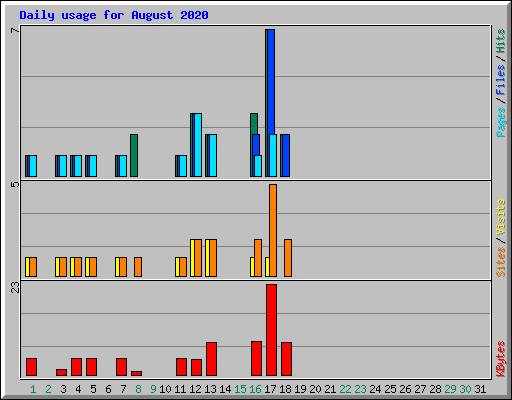 Daily usage for August 2020
7
5
23
Pages / Files / Hits
Sites / Visits
KBytes
1 2 3 4 5 6 7 8 9 10 11 12 13 14 15 16 17 18 19 20 21 22 23 24 25 26 27 28 29 30 31